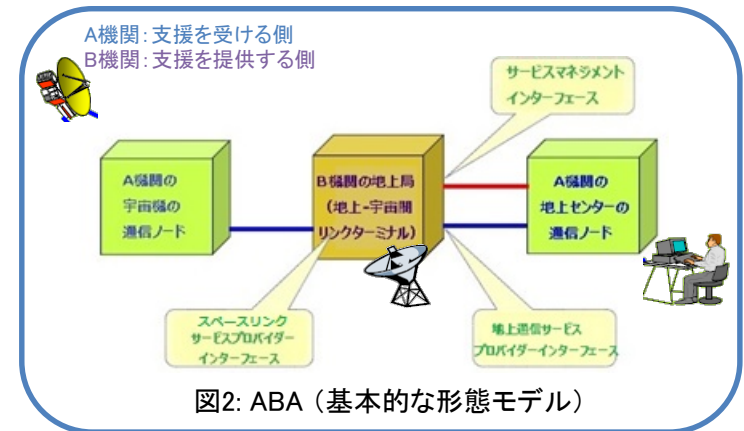 A機関：支援を受ける側
B機関：支援を提供する側
サービスマネジメント
インターフェース
A機関の
宇宙機の
通信ノード
B機関の地上局
（地上-宇宙間
リンクターミナル）
A機関の
地上センターの
通信ノード
スペースリンク
サービスプロバイダー
インターフェース
地上通信サービス
プロバイダーインターフェース
図2: ABA（基本的な形態モデル）